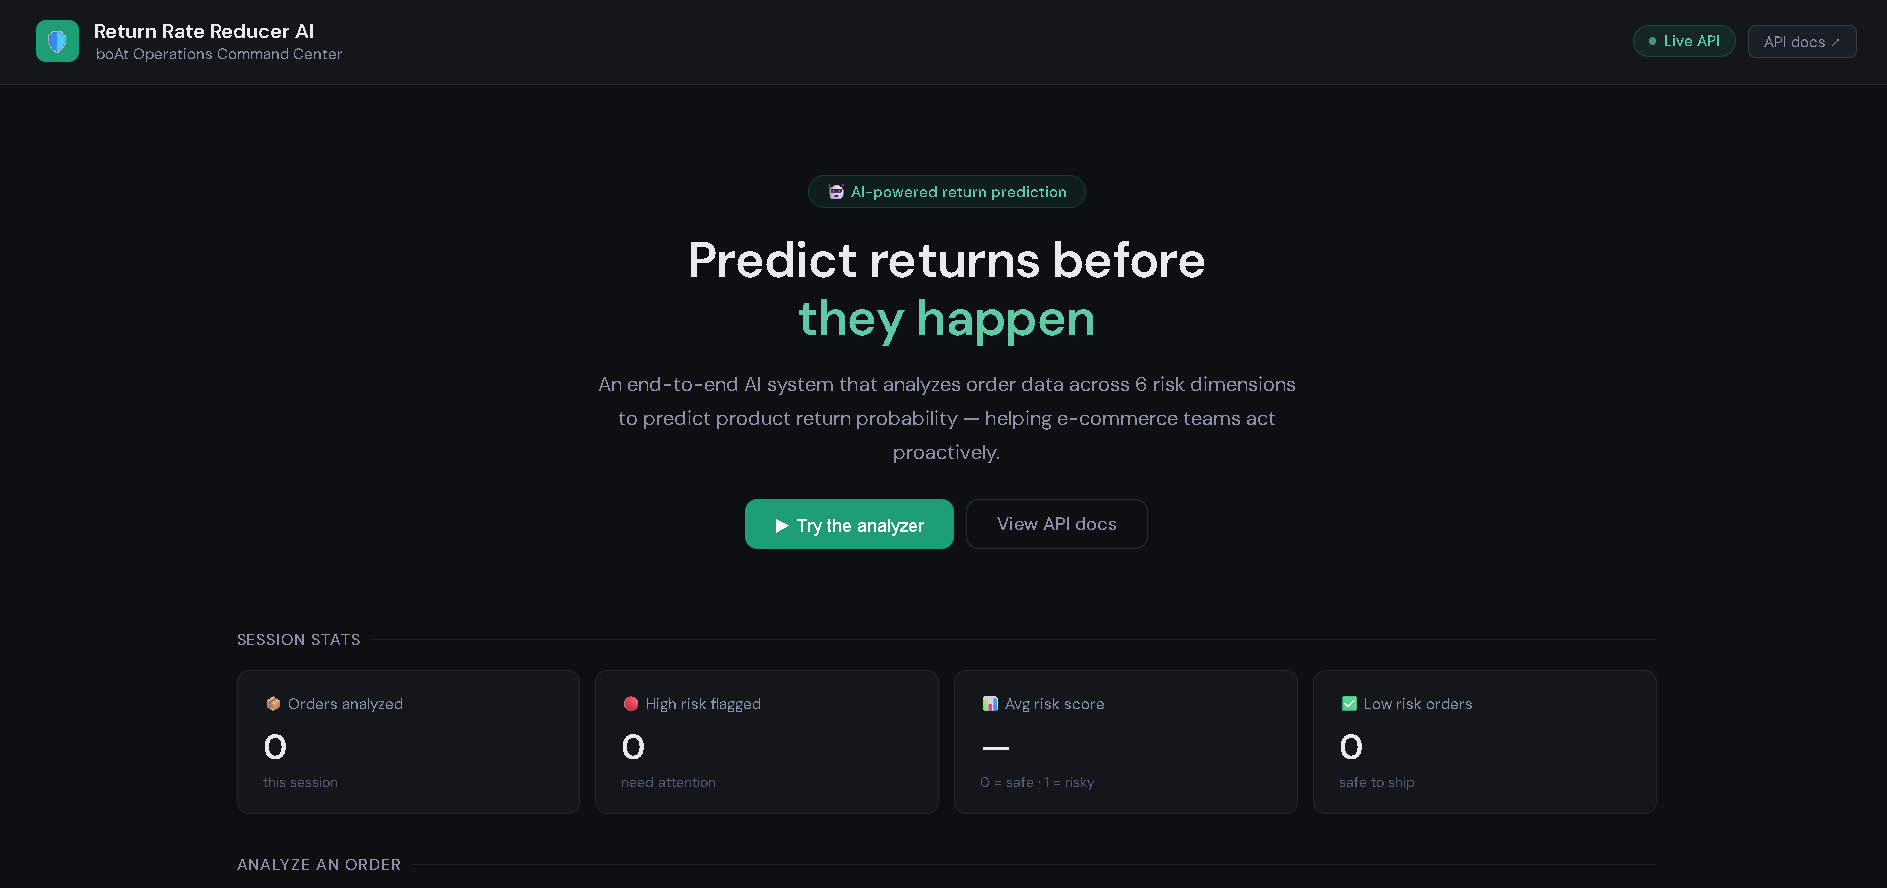 Return Rate Reducer AI
boAt Operations Command Center
Live API
API docs ↗
AI-powered return prediction
Predict returns before
they happen
An end-to-end AI system that analyzes order data across 6 risk dimensions
to predict product return probability — helping e-commerce teams act
proactively.
▶ Try the analyzer
View API docs
SESSION STATS
Orders analyzed
0
this session
High risk flagged
0
need attention
Avg risk score
—
0 = safe · 1 = risky
Low risk orders
0
safe to ship
ANALYZE AN ORDER